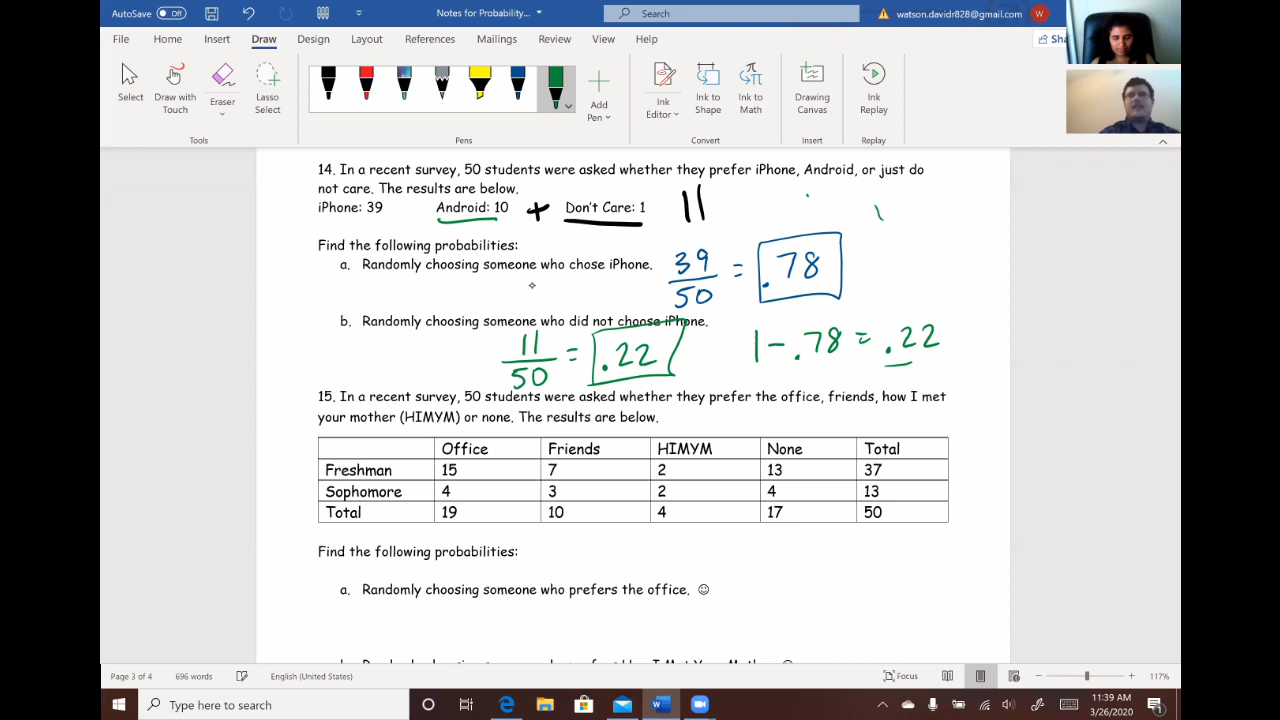 AutoSave Off Notes for Probability... Search watson.davidr828@gmail.com W
File Home Insert Draw Design Layout References Mailings Review View Help Sha
Select Draw with Touch Eraser Lasso Select Add Pen Ink Editor Ink to Shape Ink to Math Drawing Canvas Ink Replay
Tools Pens Convert Insert Replay
14. In a recent survey, 50 students were asked whether they prefer iPhone, Android, or just do
not care. The results are below.
iPhone: 39 Android: 10 + Don't Care: 1 11
Find the following probabilities:
a. Randomly choosing someone who chose iPhone. 39/50 = .78
b. Randomly choosing someone who did not choose iPhone.
11/50 = .22 1 - .78 = .22
15. In a recent survey, 50 students were asked whether they prefer the office, friends, how I met
your mother (HIMYM) or none. The results are below.
Office Friends HIMYM None Total
Freshman 15 7 2 13 37
Sophomore 4 3 2 4 13
Total 19 10 4 17 50
Find the following probabilities:
a. Randomly choosing someone who prefers the office. ☺
Page 3 of 4 696 words English (United States) Focus 117%
Type here to search 11:39 AM
3/26/2020